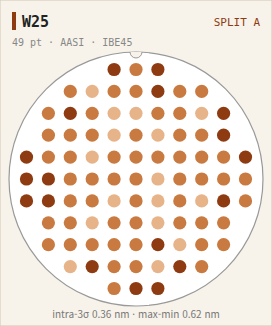 W25
SPLIT A
49 pt · AASI · IBE45
intra-3σ 0.36 nm · max-min 0.62 nm